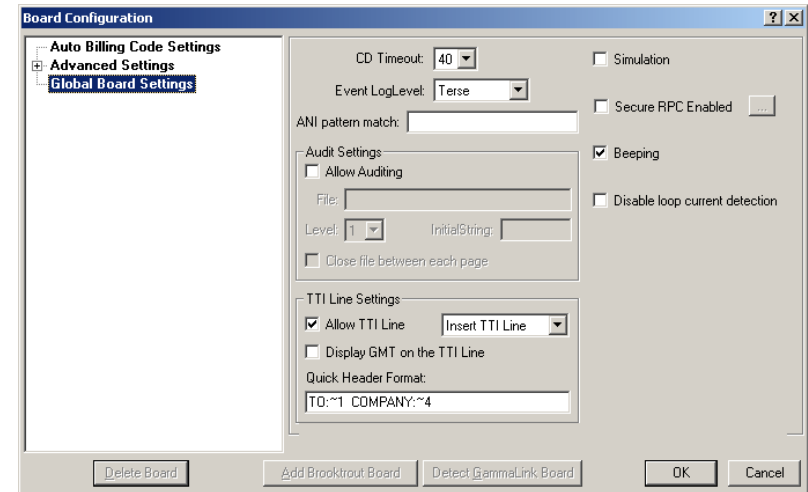 Board Configuration
Auto Billing Code Settings
Advanced Settings
Global Board Settings
CD Timeout: 40
Event LogLevel: Terse
ANI pattern match:
Audit Settings
Allow Auditing
File:
Level: 1 InitialString:
Close file between each page
TTI Line Settings
Allow TTI Line Insert TTI Line
Display GMT on the TTI Line
Quick Header Format:
TO:~1 COMPANY:~4
Simulation
Secure RPC Enabled ...
Beeping
Disable loop current detection
Delete Board Add Brooktrout Board Detect GammaLink Board OK Cancel